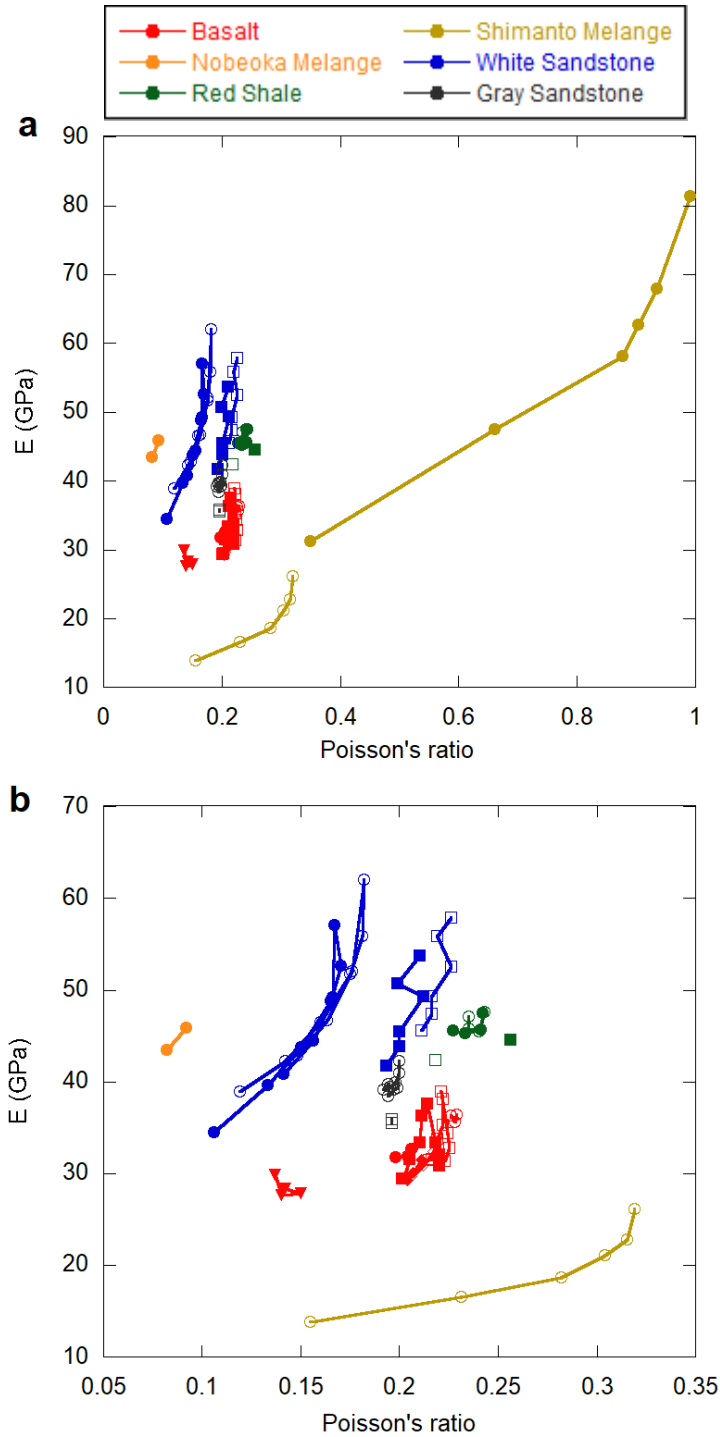 Basalt Shimanto Melange
Nobeoka Melange White Sandstone
Red Shale Gray Sandstone
a
90
80
70
60
50
40
30
20
10
E (GPa)
0 0.2 0.4 0.6 0.8 1
Poisson's ratio
b
70
60
50
40
30
20
10
E (GPa)
0.05 0.1 0.15 0.2 0.25 0.3 0.35
Poisson's ratio